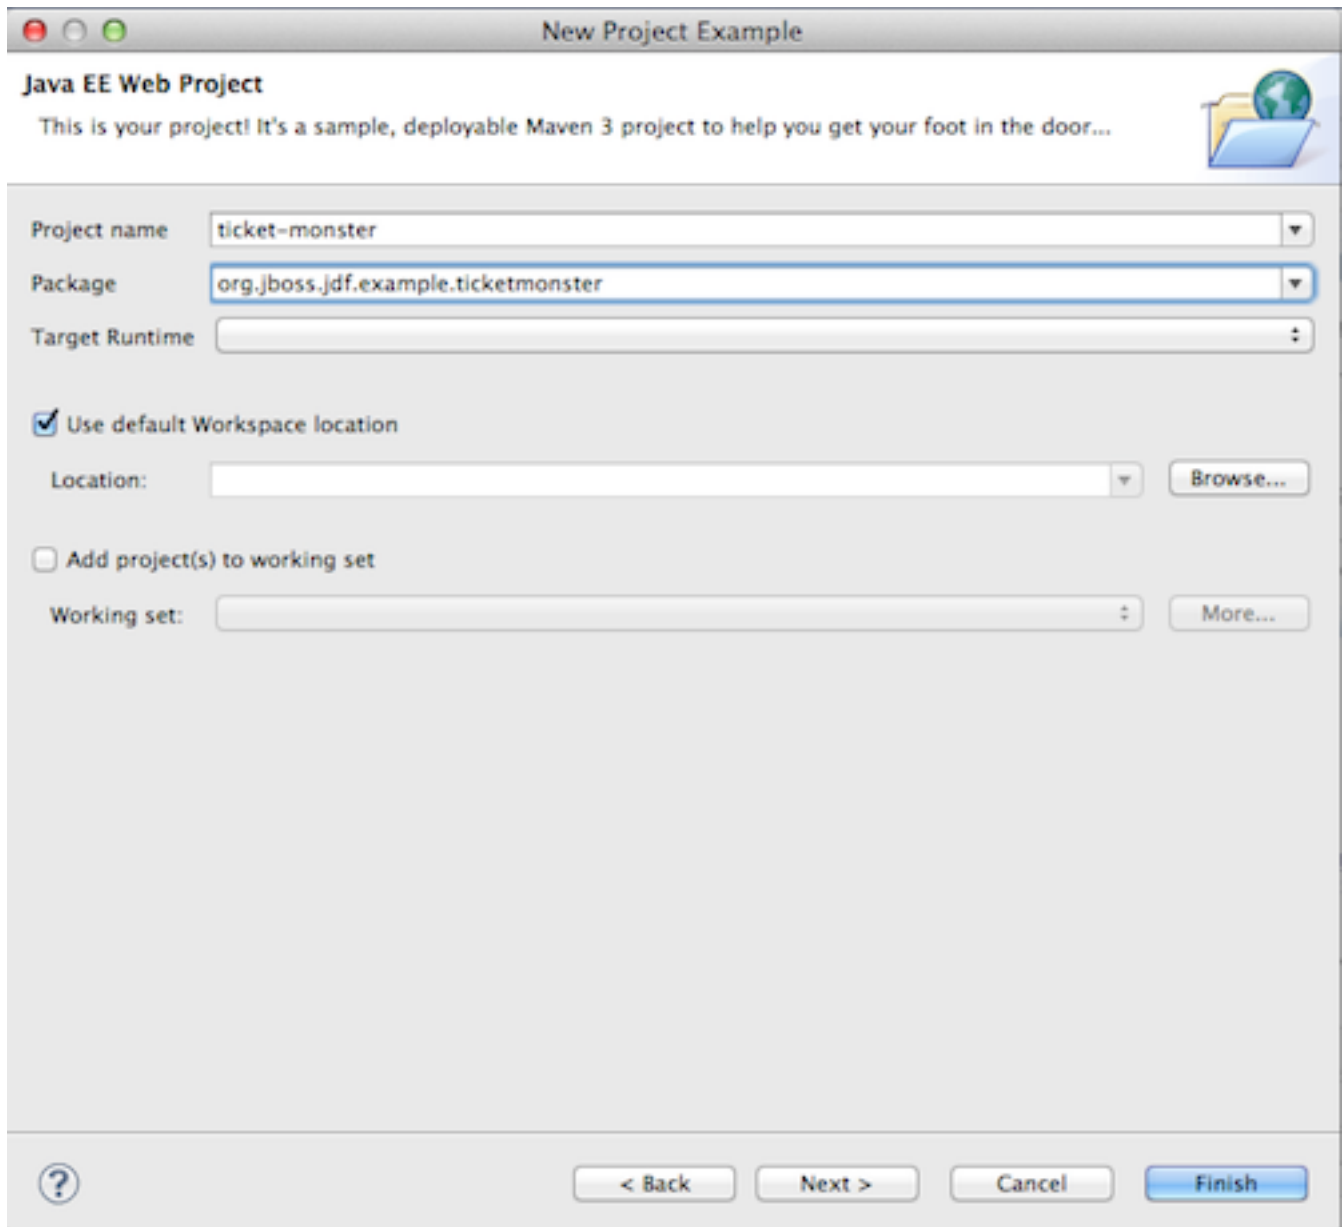 New Project Example
Java EE Web Project
This is your project! It's a sample, deployable Maven 3 project to help you get your foot in the door...
Project name ticket-monster
Package org.jboss.jdf.example.ticketmonster
Target Runtime
Use default Workspace location
Location: Browse...
Add project(s) to working set
Working set: More...
? < Back Next > Cancel Finish